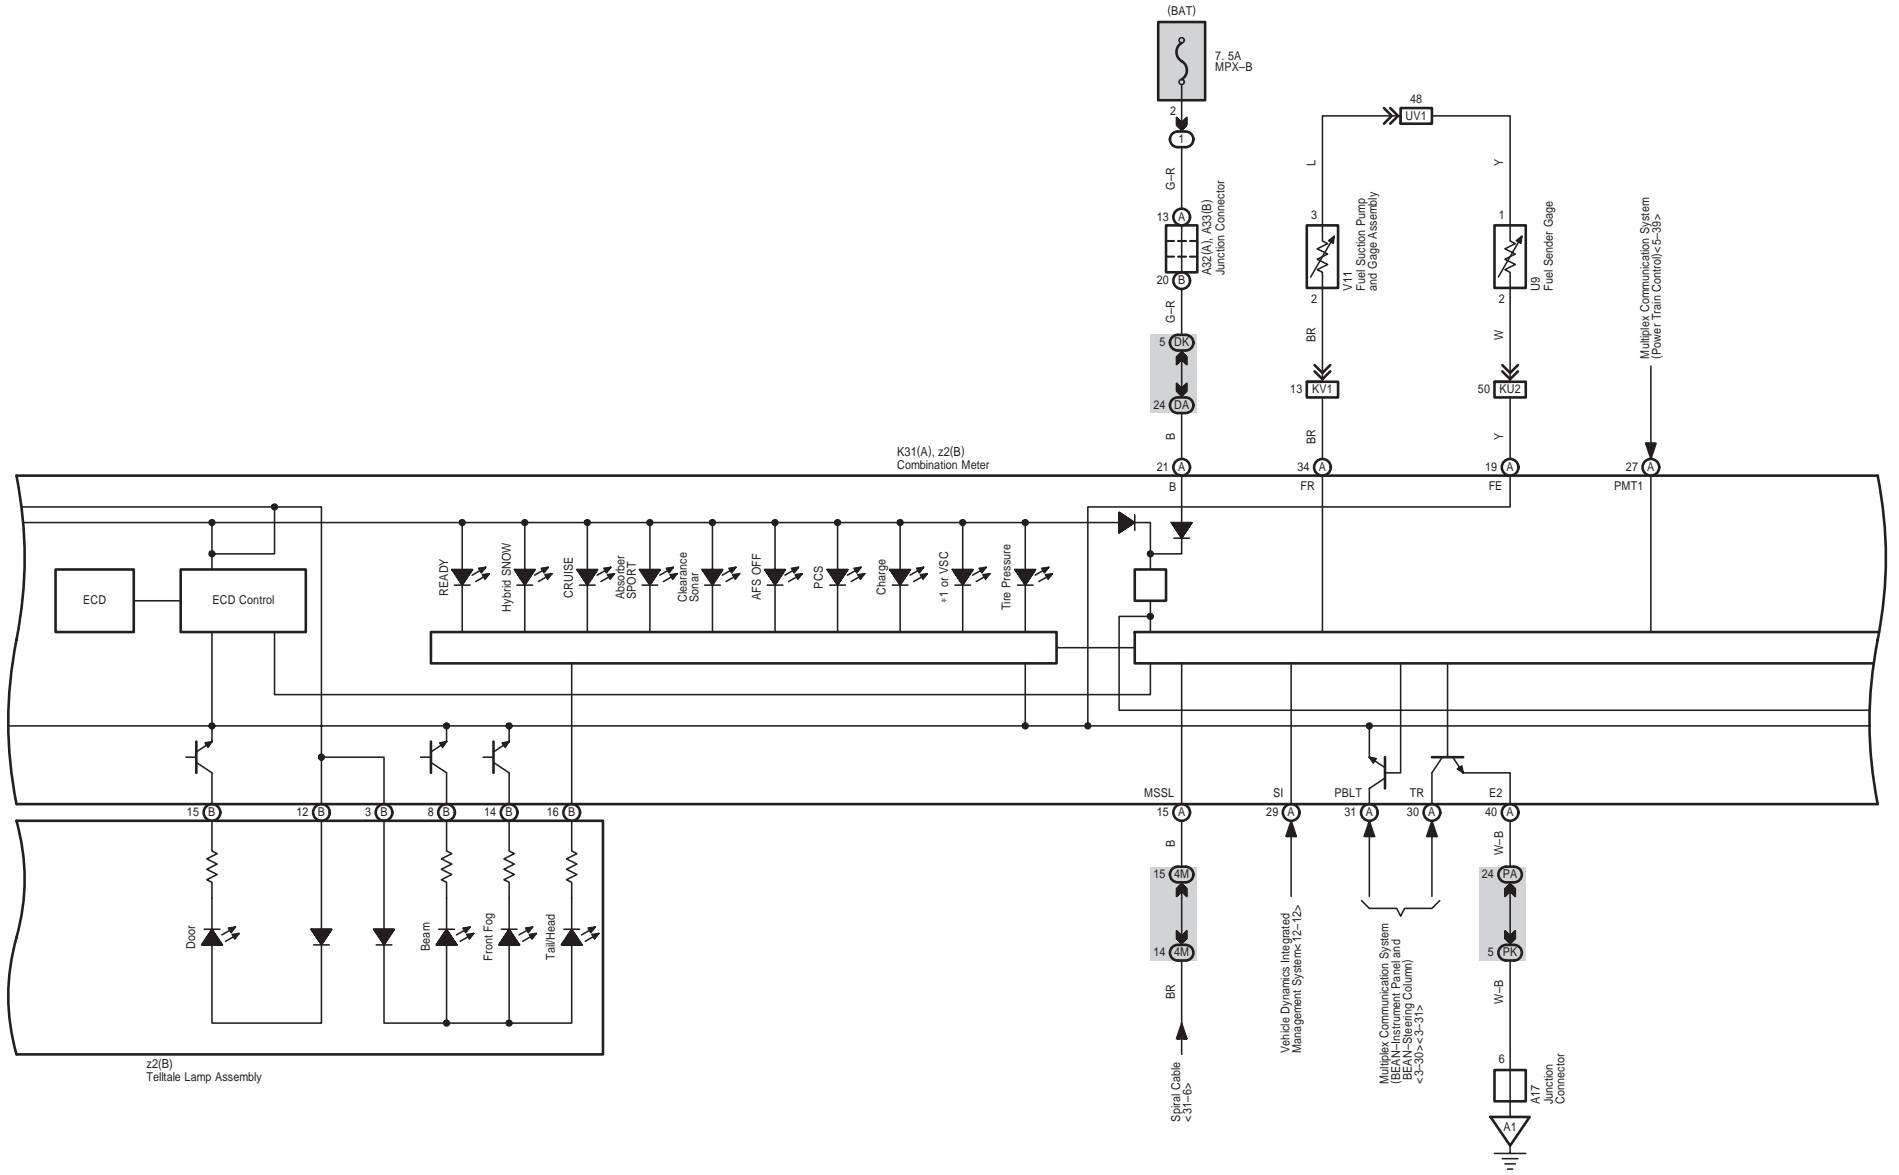 (BAT)
7. 5A
MPX–B
2
1
G–R
13 A
A32(A), A33(B)
Junction Connector
20 B
G–R
5 DK
24 DA
B
21 A
B
48
UV1
L
Y
3
V11
Fuel Suction Pump
and Gage Assembly
2
BR
13 KV1
BR
34 A
FR
1
U9
Fuel Sender Gage
2
W
50 KU2
Y
19 A
FE
Multiplex Communication System
(Power Train Control)<5–39>
27 A
PMT1
K31(A), z2(B)
Combination Meter
ECD
ECD Control
READY
Hybrid SNOW
CRUISE
Absorber
SPORT
Clearance
Sonar
AFS OFF
PCS
Charge
*1 or VSC
Tire Pressure
15 B
12 B
3 B
8 B
14 B
16 B
Door
Beam
Front Fog
Tail/Head
z2(B)
Telltale Lamp Assembly
MSSL
15 A
B
15 4M
14 4M
BR
Spiral Cable
<31–6>
SI
29 A
Vehicle Dynamics Integrated
Management System<12–12>
PBLT
31 A
TR
30 A
Multiplex Communication System
(BEAN–Instrument Panel and
BEAN–Steering Column)
<3–30><3–31>
E2
40 A
W–B
24 PA
5 PK
W–B
6
A17
Junction
Connector
A1